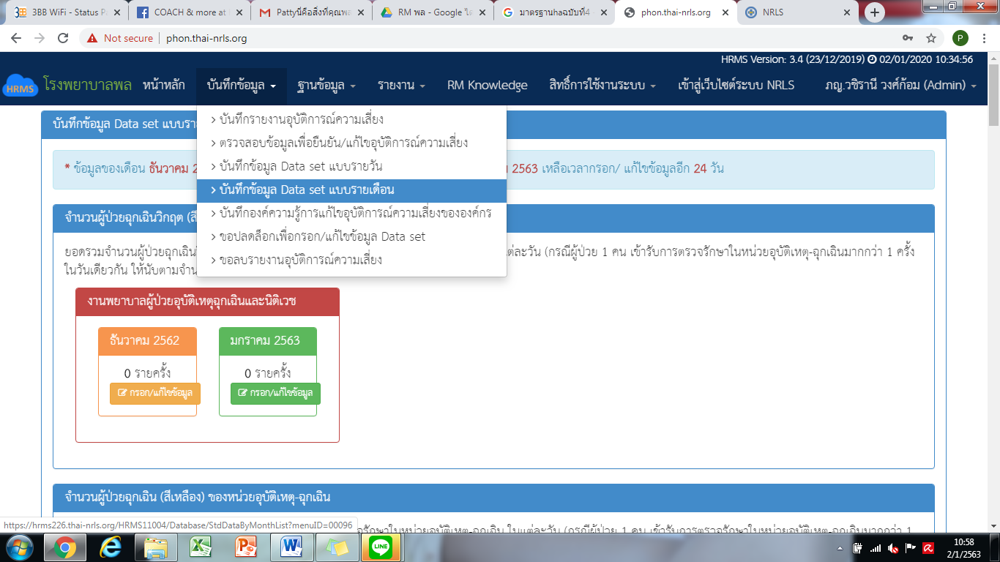 3BB WiFi - Status P
COACH & more at
Pattyนี่คือสิ่งที่คุณพล
RM พล - Google ไ
มาตรฐานhaฉบับที่4
phon.thai-nrls.org
NRLS
Not secure
phon.thai-nrls.org
P
HRMS Version: 3.4 (23/12/2019) 02/01/2020 10:34:56
HRMS
โรงพยาบาลพล
หน้าหลัก
บันทึกข้อมูล
ฐานข้อมูล
รายงาน
RM Knowledge
สิทธิ์การใช้งานระบบ
เข้าสู่เว็บไซต์ระบบ NRLS
ภญ.วชิรานี วงศ์ก้อม (Admin)
บันทึกข้อมูล Data set แบบราย
> บันทึกรายงานอุบัติการณ์ความเสี่ยง
> ตรวจสอบข้อมูลเพื่อยืนยัน/แก้ไขอุบัติการณ์ความเสี่ยง
> บันทึกข้อมูล Data set แบบรายวัน
> บันทึกข้อมูล Data set แบบรายเดือน
> บันทึกองค์ความรู้การแก้ไขอุบัติการณ์ความเสี่ยงขององค์กร
> ขอปลดล็อกเพื่อกรอก/แก้ไขข้อมูล Data set
> ขอลบรายงานอุบัติการณ์ความเสี่ยง
* ข้อมูลของเดือน ธันวาคม 2
2563 เหลือเวลากรอก/ แก้ไขข้อมูลอีก 24 วัน
จำนวนผู้ป่วยฉุกเฉินวิกฤต (สี
ยอดรวมจำนวนผู้ป่วยฉุกเฉิน
ต่ละวัน (กรณีผู้ป่วย 1 คน เข้ารับการตรวจรักษาในหน่วยอุบัติเหตุ-ฉุกเฉินมากกว่า 1 ครั้ง
ในวันเดียวกัน ให้นับตามจำน
งานพยาบาลผู้ป่วยอุบัติเหตุฉุกเฉินและนิติเวช
ธันวาคม 2562
มกราคม 2563
0 รายครั้ง
0 รายครั้ง
กรอก/แก้ไขข้อมูล
กรอก/แก้ไขข้อมูล
จำนวนผู้ป่วยฉุกเฉิน (สีเหลือง) ของหน่วยอุบัติเหตุ-ฉุกเฉิน
จรักษาในหน่วยอุบัติเหตุ-ฉุกเฉิน ในแต่ละวัน (กรณีผู้ป่วย 1 คน เข้ารับการตรวจรักษาในหน่วยอุบัติเหตุ-ฉุกเฉินมากกว่า 1
https://hrms226.thai-nrls.org/HRMS11004/Database/StdDataByMonthList?menuID=00096
LINE
10:58
2/1/2563